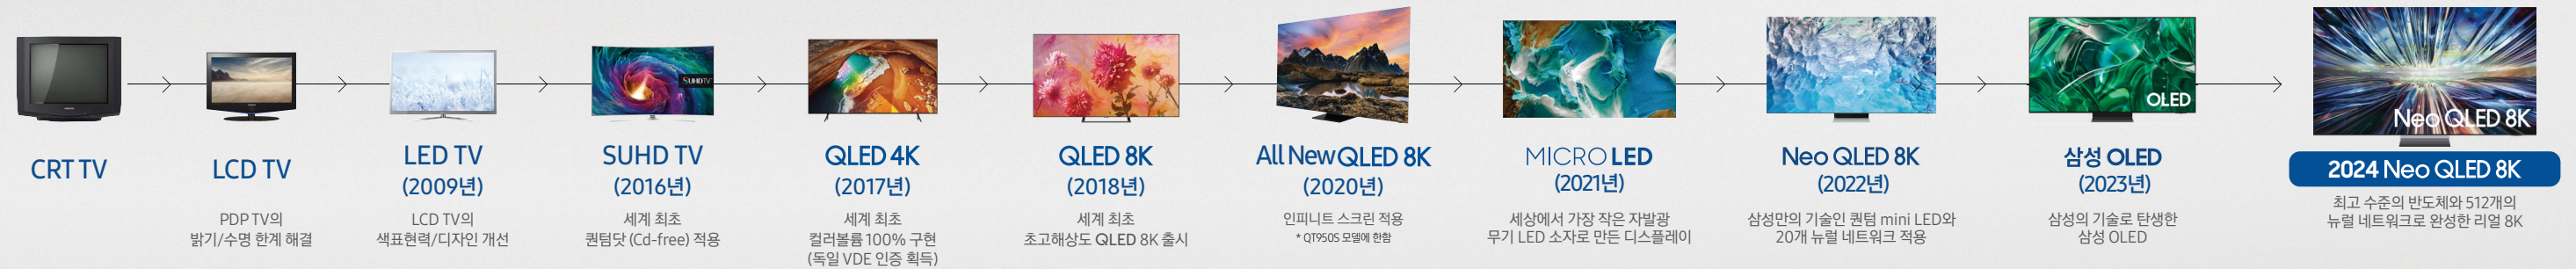 CRT TV
LCD TV
PDP TV의
밝기/수명 한계 해결
LED TV
(2009년)
LCD TV의
색표현력/디자인 개선
SUHDTV
SUHD TV
(2016년)
세계 최초
퀀텀닷 (Cd-free) 적용
QLED 4K
(2017년)
세계 최초
컬러볼륨 100% 구현
(독일 VDE 인증 획득)
QLED 8K
(2018년)
세계 최초
초고해상도 QLED 8K 출시
All New QLED 8K
(2020년)
인피니트 스크린 적용
* QT950S 모델에 한함
MICRO LED
(2021년)
세상에서 가장 작은 자발광
무기 LED 소자로 만든 디스플레이
Neo QLED 8K
(2022년)
삼성만의 기술인 퀀텀 mini LED와
20개 뉴럴 네트워크 적용
OLED
삼성 OLED
(2023년)
삼성의 기술로 탄생한
삼성 OLED
Neo QLED 8K
2024 Neo QLED 8K
최고 수준의 반도체와 512개의
뉴럴 네트워크로 완성한 리얼 8K